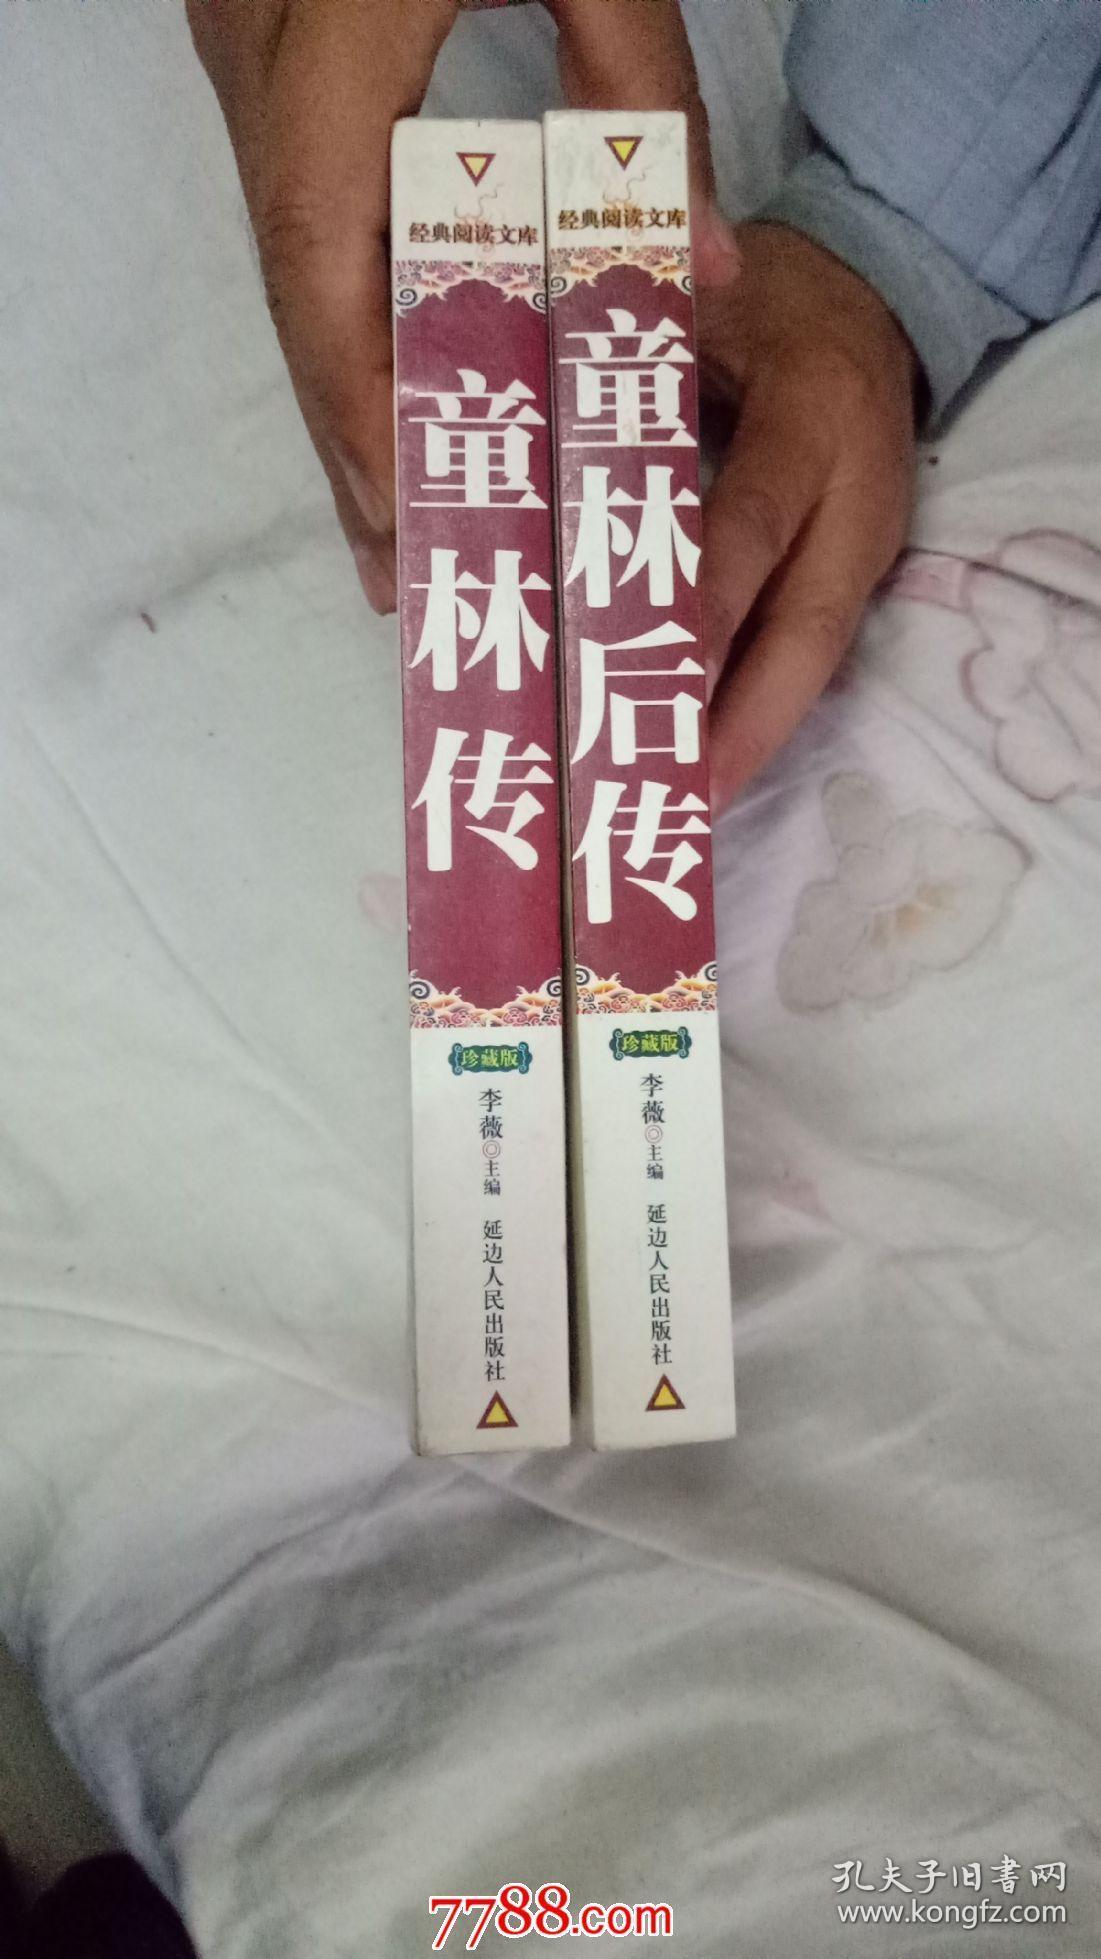 经典阅读文库
童林传
珍藏版
李薇◎主编 延边人民出版社
经典阅读文库
童林后传
珍藏版
李薇◎主编 延边人民出版社
孔夫子旧书网
www.kongfz.com
7788.com